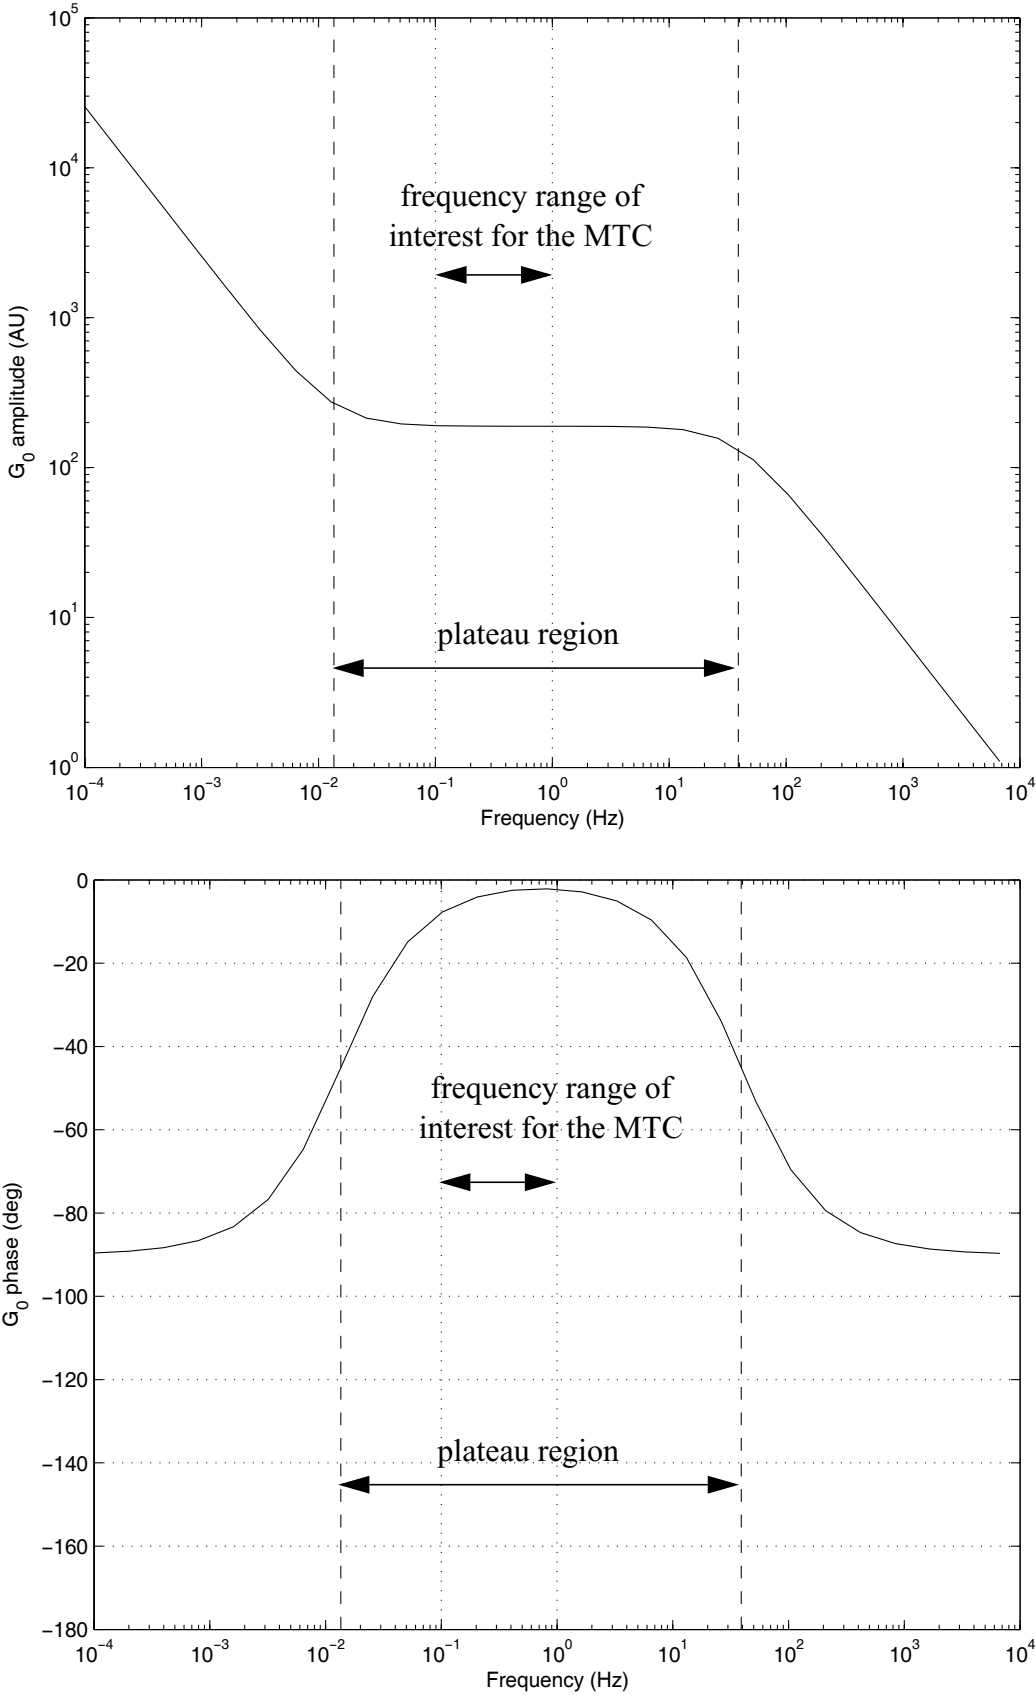 10^5
10^4
10^3
10^2
10^1
10^0
G_0 amplitude (AU)
frequency range of
interest for the MTC
plateau region
10^−4 10^−3 10^−2 10^−1 10^0 10^1 10^2 10^3 10^4
Frequency (Hz)
0
−20
−40
−60
−80
−100
−120
−140
−160
−180
G_0 phase (deg)
frequency range of
interest for the MTC
plateau region
10^−4 10^−3 10^−2 10^−1 10^0 10^1 10^2 10^3 10^4
Frequency (Hz)